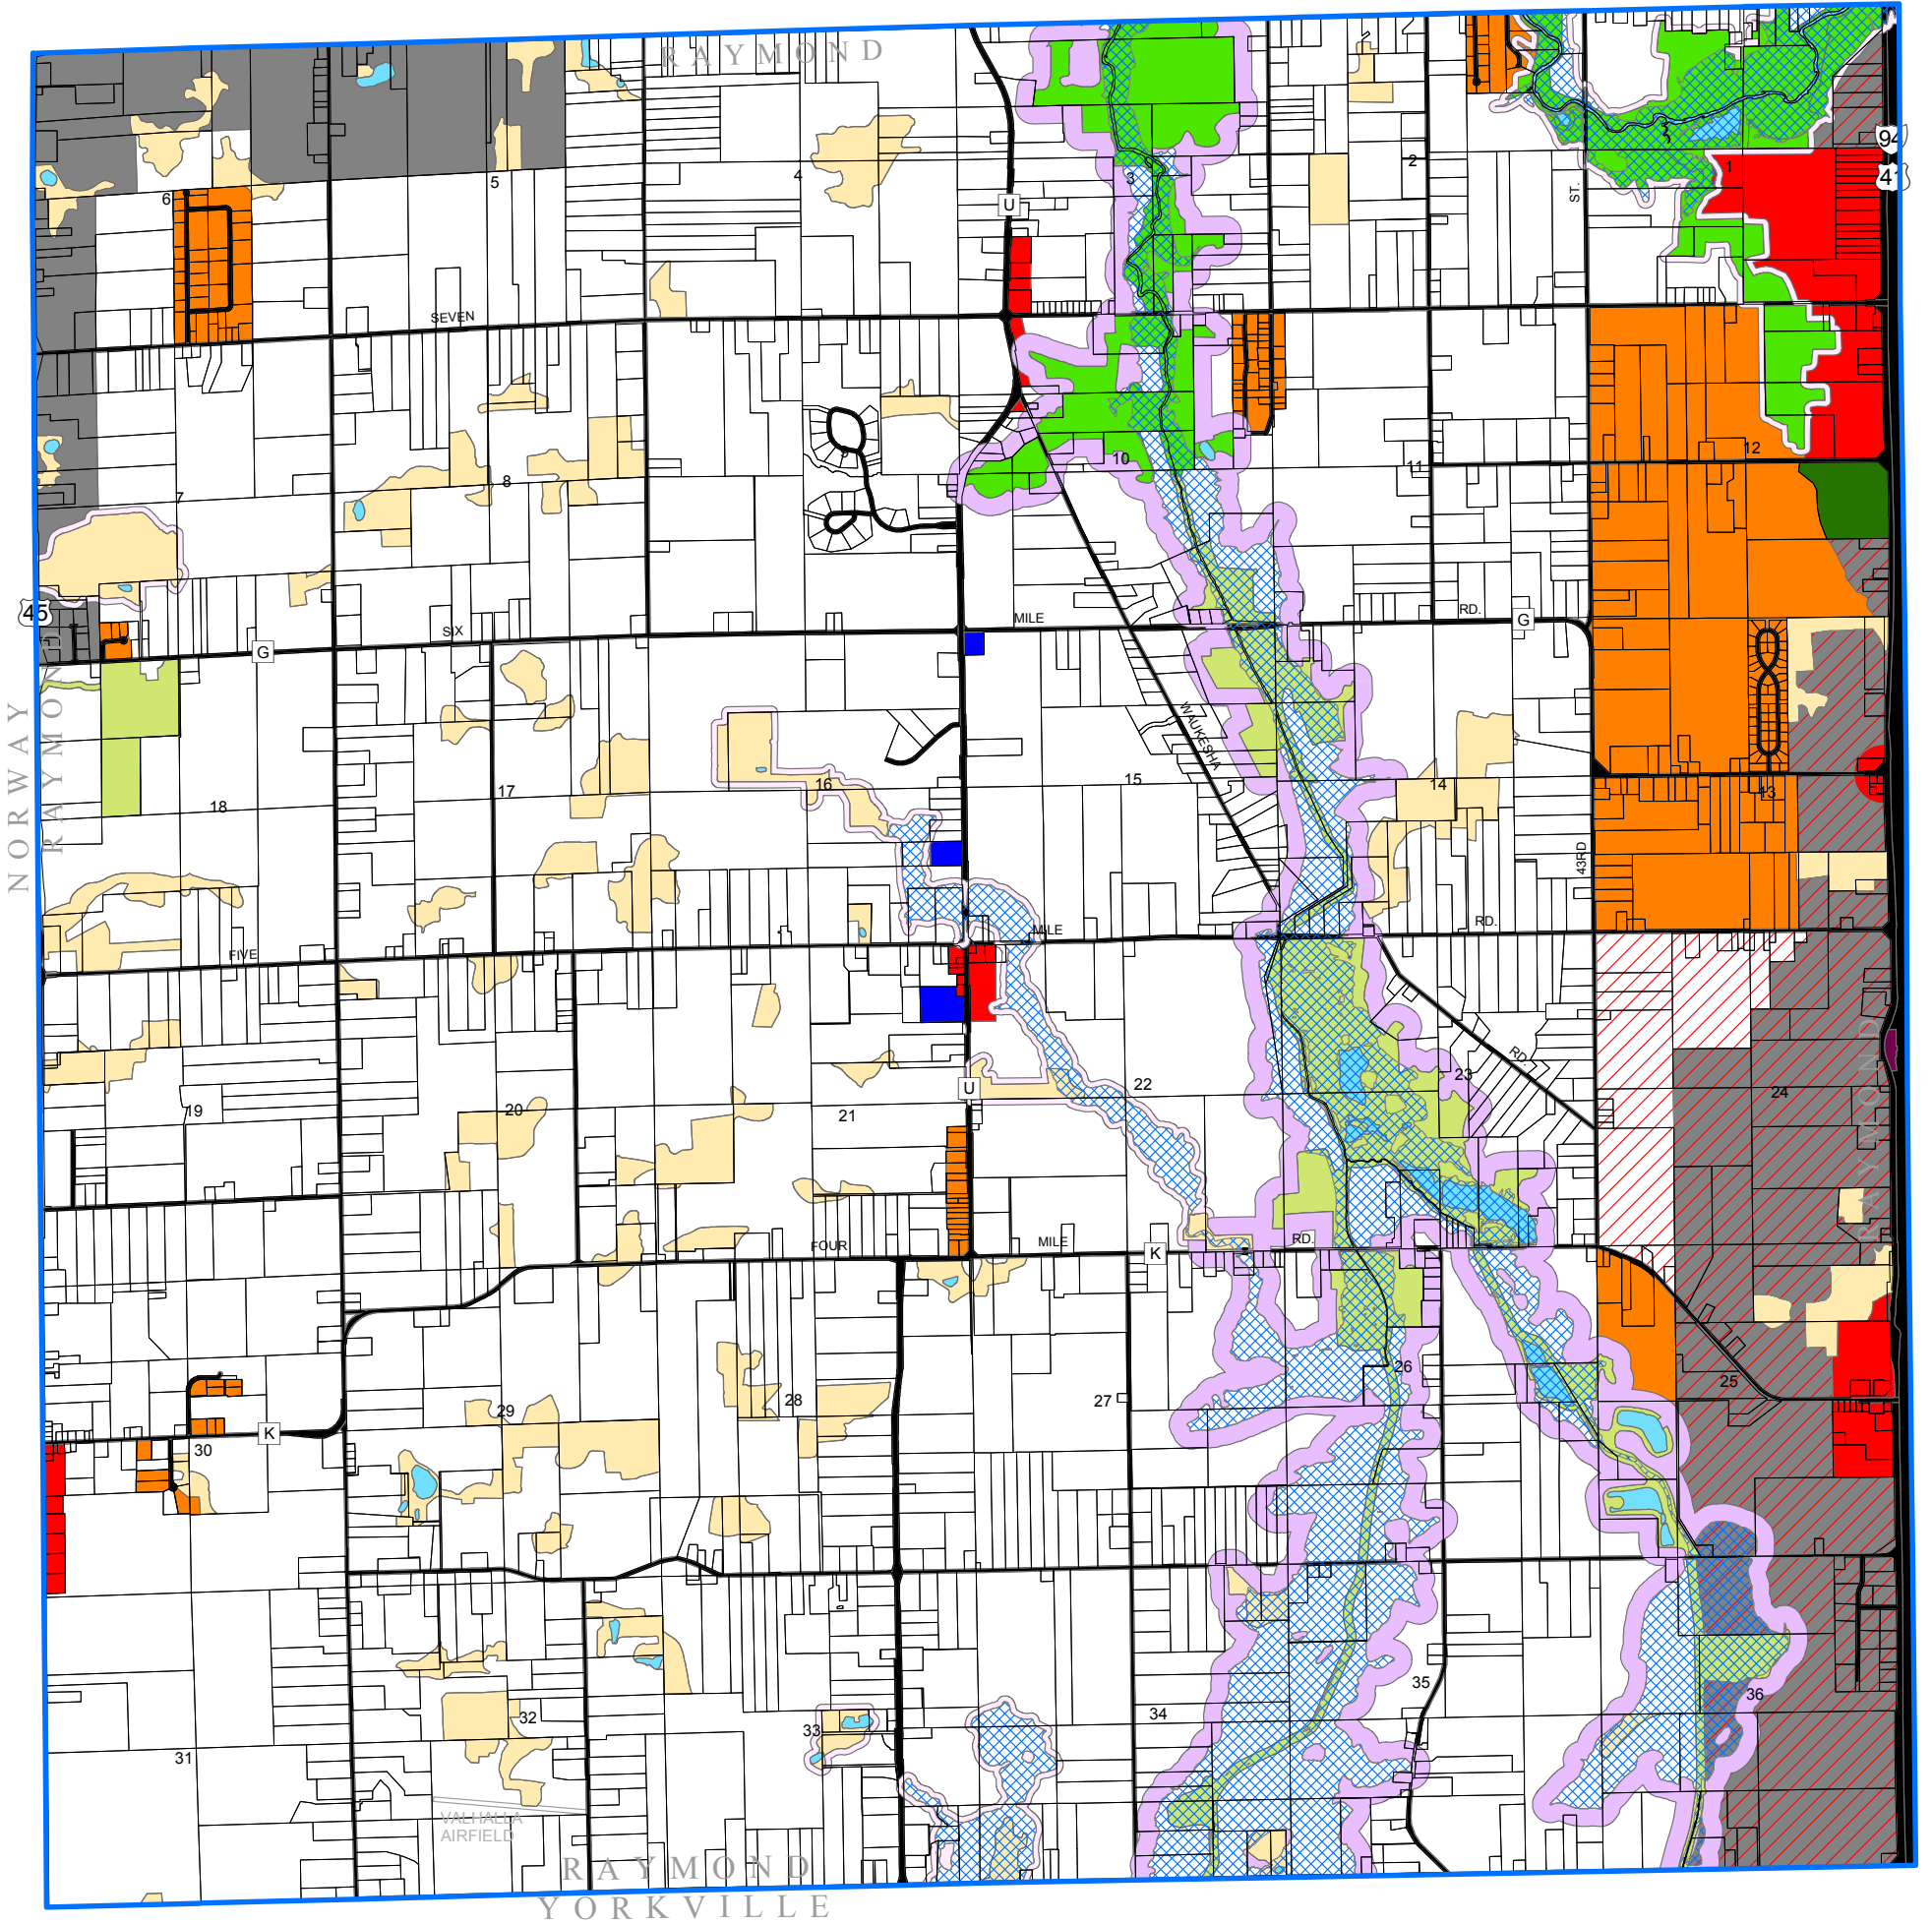 RAYMOND
94
41
1
2
3
4
5
6
ST.
U
SEVEN
7
8
10
11
12
45
SIX
MILE
RD.
G
G
NORWAY
RAYMOND
WAUKESHA
18
17
16
15
14
13
43RD
FIVE
MILE
RD.
RD.
RAYMOND
19
20
21
U
22
23
24
FOUR
MILE
K
RD.
30
29
28
27
26
25
K
31
32
33
34
35
36
VALHALLA
AIRFIELD
RAYMOND
YORKVILLE